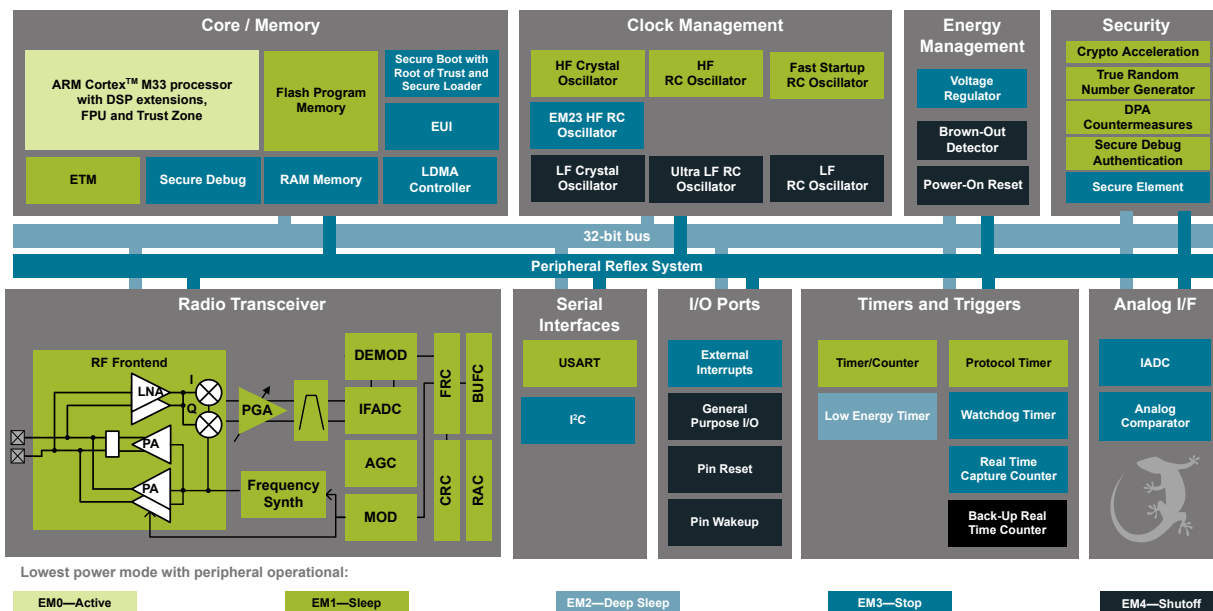 Core / Memory
ARM Cortex™ M33 processor
with DSP extensions,
FPU and Trust Zone
Flash Program
Memory
Secure Boot with
Root of Trust and
Secure Loader
EUI
ETM
Secure Debug
RAM Memory
LDMA
Controller
Clock Management
HF Crystal
Oscillator
HF
RC Oscillator
Fast Startup
RC Oscillator
EM23 HF RC
Oscillator
LF Crystal
Oscillator
Ultra LF RC
Oscillator
LF
RC Oscillator
Energy
Management
Voltage
Regulator
Brown-Out
Detector
Power-On Reset
Security
Crypto Acceleration
True Random
Number Generator
DPA
Countermeasures
Secure Debug
Authentication
Secure Element
32-bit bus
Peripheral Reflex System
Radio Transceiver
RF Frontend
LNA
I
Q
PA
PA
PGA
Frequency
Synth
DEMOD
IFADC
AGC
MOD
FRC
BUFC
CRC
RAC
Serial
Interfaces
USART
I²C
I/O Ports
External
Interrupts
General
Purpose I/O
Pin Reset
Pin Wakeup
Timers and Triggers
Timer/Counter
Protocol Timer
Low Energy Timer
Watchdog Timer
Real Time
Capture Counter
Back-Up Real
Time Counter
Analog I/F
IADC
Analog
Comparator
Lowest power mode with peripheral operational:
EM0—Active
EM1—Sleep
EM2—Deep Sleep
EM3—Stop
EM4—Shutoff